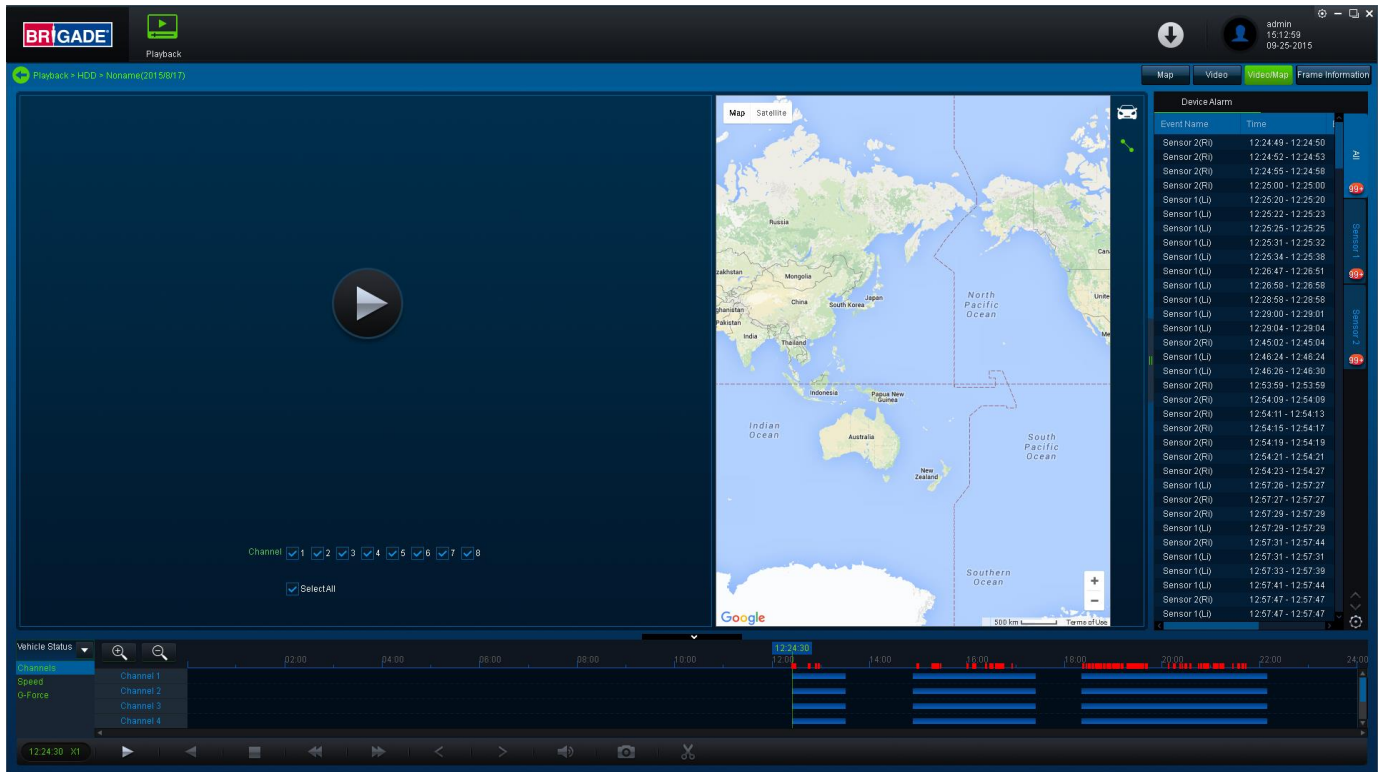 BRIGADE
Playback
admin
15:12:59
09-25-2015
Playback > HDD > Noname(2015/8/17)
Map Video Video/Map Frame Information
Map Satellite
Russia
Mongolia
China
South Korea
Japan
India
Thailand
Pakistan
Indonesia
Papua New
Guinea
Australia
New
Zealand
North
Pacific
Ocean
Indian
Ocean
South
Pacific
Ocean
Southern
Ocean
+
−
Google
500 km Terms of Use
Channel 1 2 3 4 5 6 7 8
Select All
Device Alarm
Event Name Time
Sensor 2(Ri) 12:24:49 - 12:24:50
Sensor 2(Ri) 12:24:52 - 12:24:53
Sensor 2(Ri) 12:24:55 - 12:24:58
Sensor 2(Ri) 12:25:00 - 12:25:00
Sensor 1(Li) 12:25:20 - 12:25:20
Sensor 1(Li) 12:25:22 - 12:25:23
Sensor 1(Li) 12:25:25 - 12:25:25
Sensor 1(Li) 12:25:31 - 12:25:32
Sensor 1(Li) 12:25:34 - 12:25:38
Sensor 1(Li) 12:26:47 - 12:26:51
Sensor 1(Li) 12:26:58 - 12:26:58
Sensor 1(Li) 12:28:58 - 12:28:58
Sensor 1(Li) 12:29:00 - 12:29:01
Sensor 1(Li) 12:29:04 - 12:29:04
Sensor 2(Ri) 12:45:02 - 12:45:04
Sensor 1(Li) 12:46:24 - 12:46:24
Sensor 1(Li) 12:46:26 - 12:46:30
Sensor 2(Ri) 12:53:59 - 12:53:59
Sensor 2(Ri) 12:54:09 - 12:54:09
Sensor 2(Ri) 12:54:11 - 12:54:13
Sensor 2(Ri) 12:54:15 - 12:54:17
Sensor 2(Ri) 12:54:19 - 12:54:19
Sensor 2(Ri) 12:54:21 - 12:54:21
Sensor 2(Ri) 12:54:23 - 12:54:27
Sensor 1(Li) 12:57:26 - 12:57:27
Sensor 2(Ri) 12:57:27 - 12:57:27
Sensor 2(Ri) 12:57:29 - 12:57:29
Sensor 1(Li) 12:57:29 - 12:57:29
Sensor 2(Ri) 12:57:31 - 12:57:44
Sensor 1(Li) 12:57:31 - 12:57:31
Sensor 1(Li) 12:57:33 - 12:57:39
Sensor 1(Li) 12:57:41 - 12:57:44
Sensor 2(Ri) 12:57:47 - 12:57:47
Sensor 1(Li) 12:57:47 - 12:57:47
All
99+
Sensor 1
99+
Sensor 2
99+
Vehicle Status
Channels
Speed
G-Force
12:24:30
02:00 04:00 06:00 08:00 10:00 12:00 14:00 16:00 18:00 20:00 22:00 24:00
Channel 1
Channel 2
Channel 3
Channel 4
12:24:30 X1